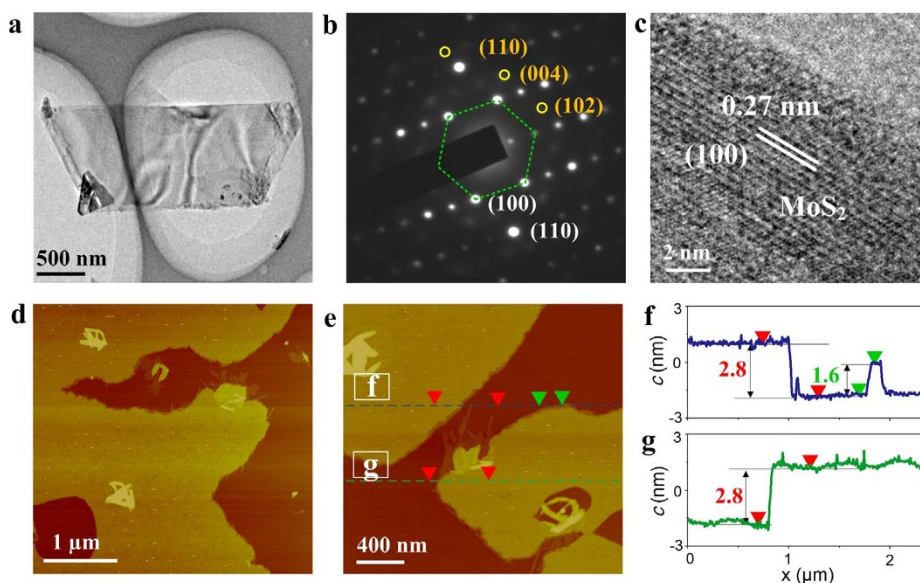 a
500 nm
b
(110)
(004)
(102)
(100)
(110)
c
0.27 nm
(100)
MoS₂
2 nm
d
1 μm
e
f
g
400 nm
f
c (nm)
3
0
-3
2.8
1.6
g
c (nm)
3
0
-3
2.8
0 1 2
x (μm)